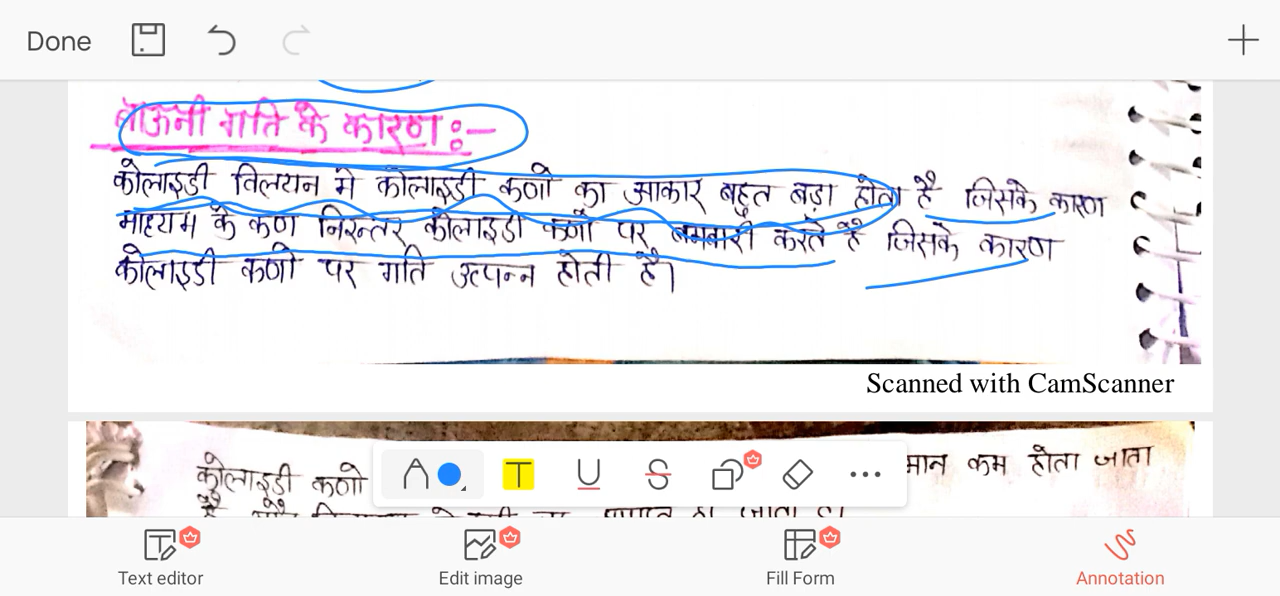 Done
ब्राऊनी गति के कारण :-
कोलाइडी विलयन मे कोलाइडी कणो का आकार बहुत बड़ा होता है जिसके कारण
माध्यम के कण निरन्तर कोलाइडी कणो पर बमबारी करते है जिसके कारण
कोलाइडी कणो पर गति उत्पन्न होती है।
Scanned with CamScanner
कोलाइडी कणो मान कम होता जाता
T U S
Text editor Edit image Fill Form Annotation